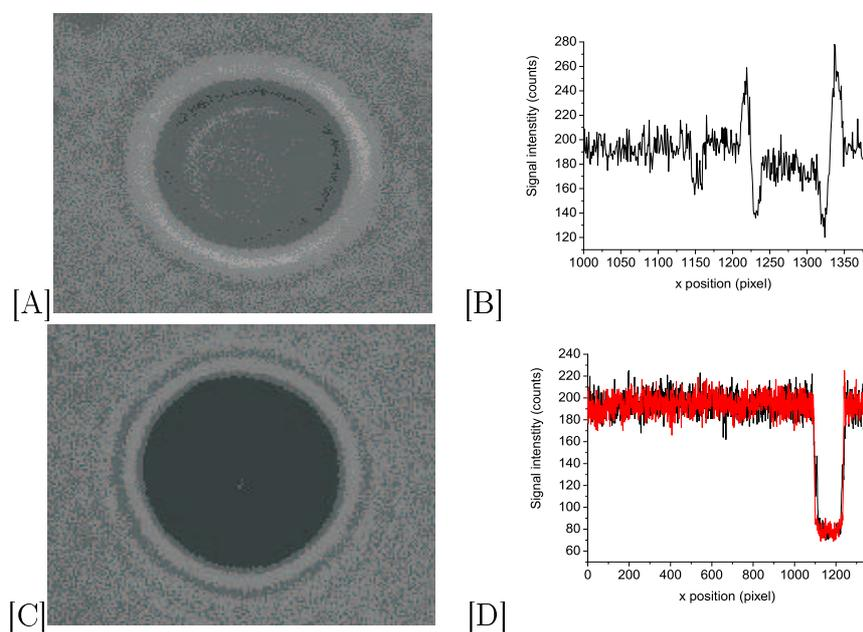 [A]
280
260
240
220
200
180
160
140
120
1000 1050 1100 1150 1200 1250 1300 1350
Signal intenstity (counts)
x position (pixel)
[B]
[C]
240
220
200
180
160
140
120
100
80
60
0 200 400 600 800 1000 1200
Signal intenstity (counts)
x position (pixel)
[D]